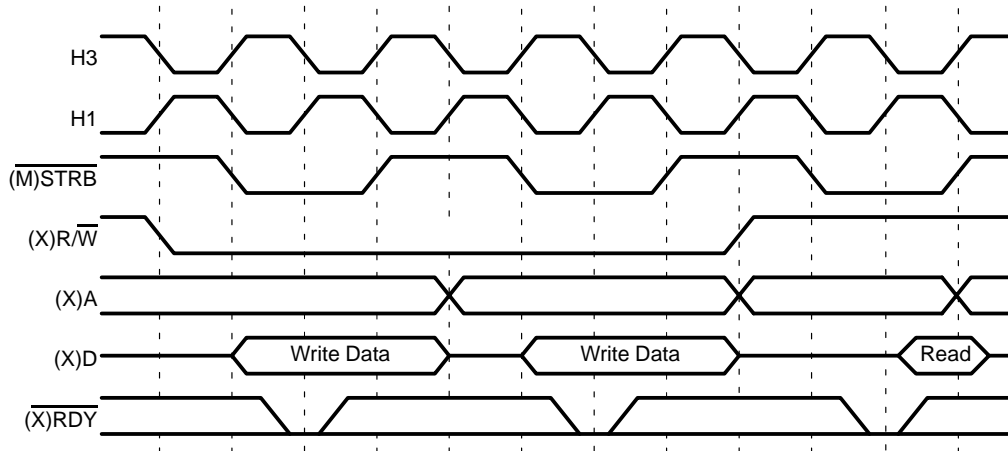 H3
H1
(M)STRB
(X)R/W
(X)A
(X)D Write Data Write Data Read
(X)RDY